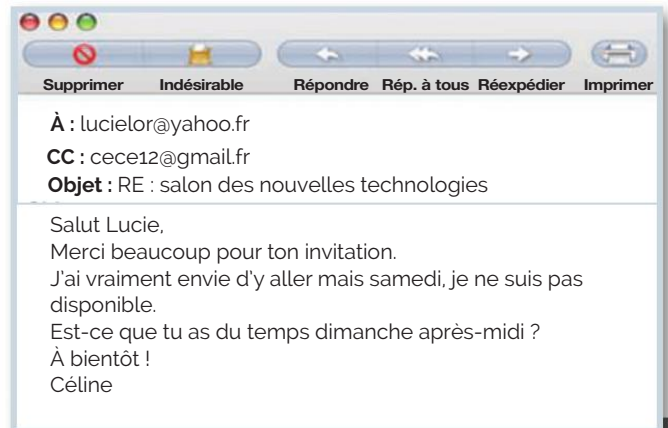 Supprimer Indésirable Répondre Rép. à tous Réexpédier Imprimer
À : lucielor@yahoo.fr
CC : cece12@gmail.fr
Objet : RE : salon des nouvelles technologies
Salut Lucie,
Merci beaucoup pour ton invitation.
J'ai vraiment envie d'y aller mais samedi, je ne suis pas
disponible.
Est-ce que tu as du temps dimanche après-midi ?
À bientôt !
Céline